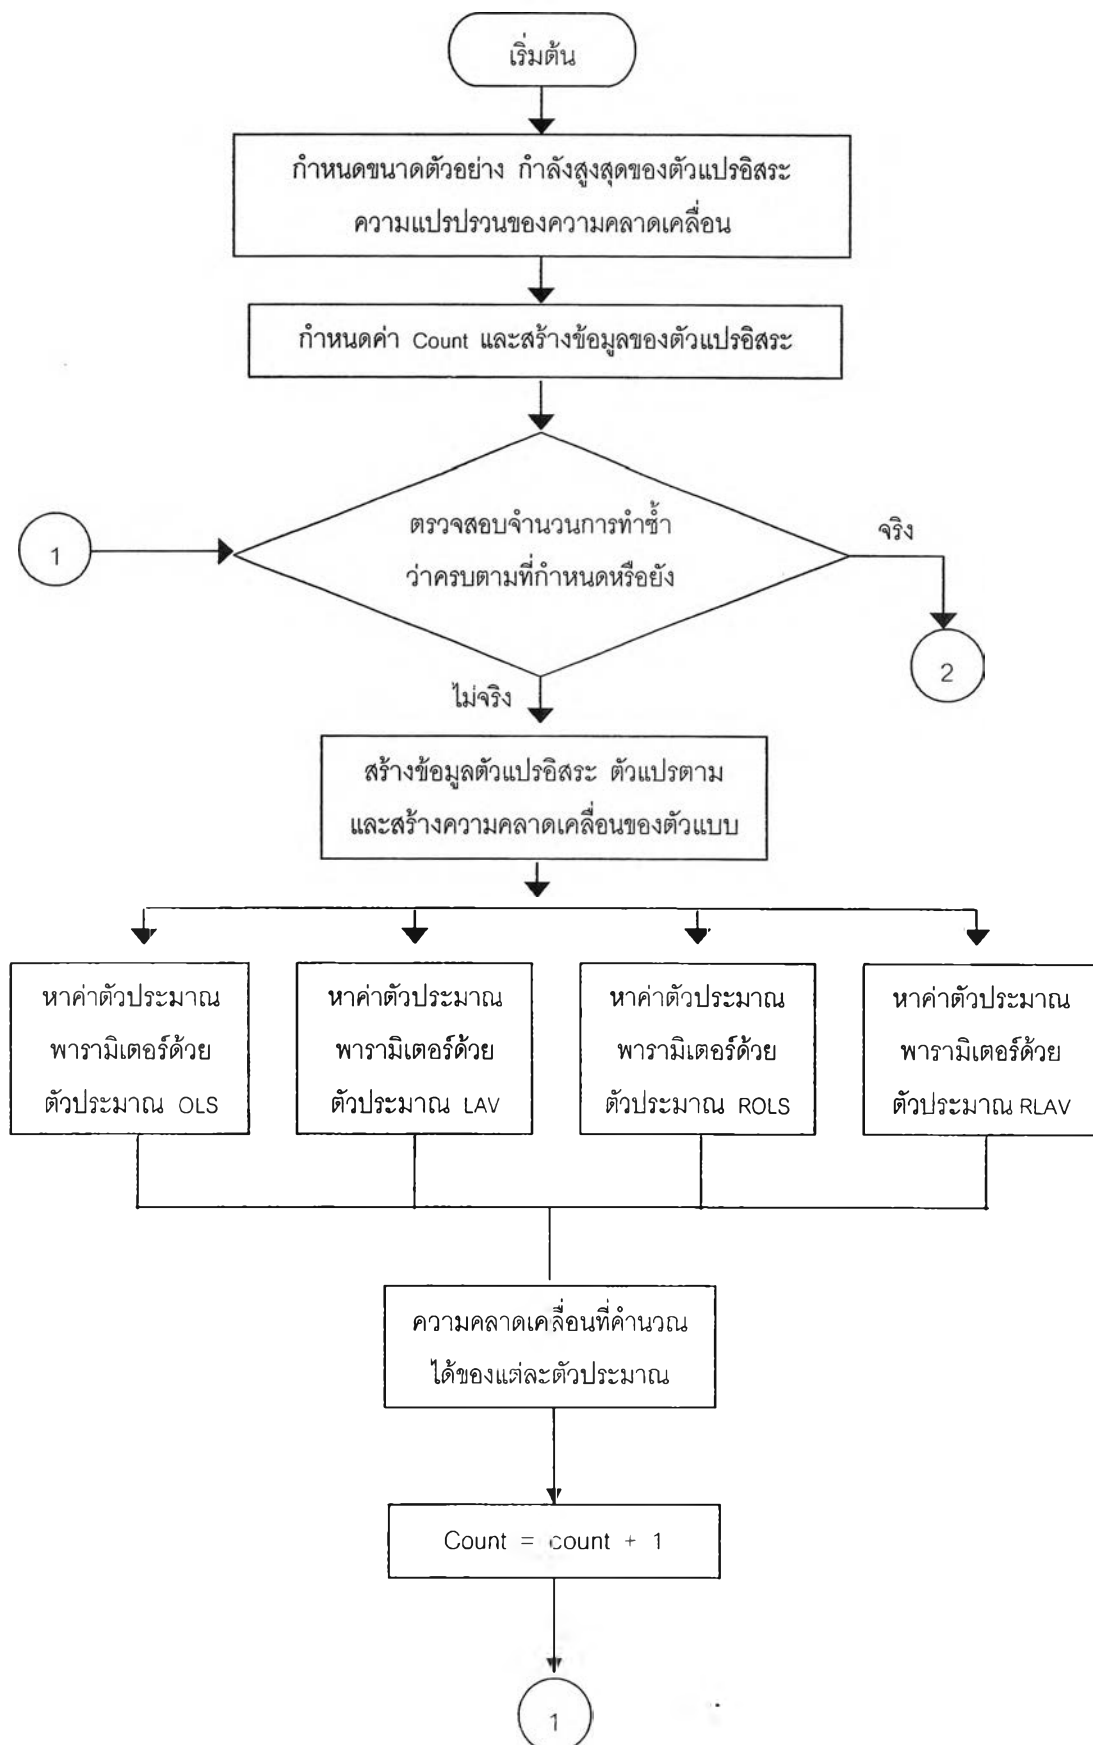 เริ่มต้น
กำหนดขนาดตัวอย่าง กำลังสูงสุดของตัวแปรอิสระ
ความแปรปรวนของความคลาดเคลื่อน
กำหนดค่า Count และสร้างข้อมูลของตัวแปรอิสระ
ตรวจสอบจำนวนการทำซ้ำ
ว่าครบตามที่กำหนดหรือยัง
1
จริง
2
ไม่จริง
สร้างข้อมูลตัวแปรอิสระ ตัวแปรตาม
และสร้างความคลาดเคลื่อนของตัวแบบ
หาค่าตัวประมาณ
พารามิเตอร์ด้วย
ตัวประมาณ OLS
หาค่าตัวประมาณ
พารามิเตอร์ด้วย
ตัวประมาณ LAV
หาค่าตัวประมาณ
พารามิเตอร์ด้วย
ตัวประมาณ ROLS
หาค่าตัวประมาณ
พารามิเตอร์ด้วย
ตัวประมาณ RLAV
ความคลาดเคลื่อนที่คำนวณ
ได้ของแต่ละตัวประมาณ
Count = count + 1
1